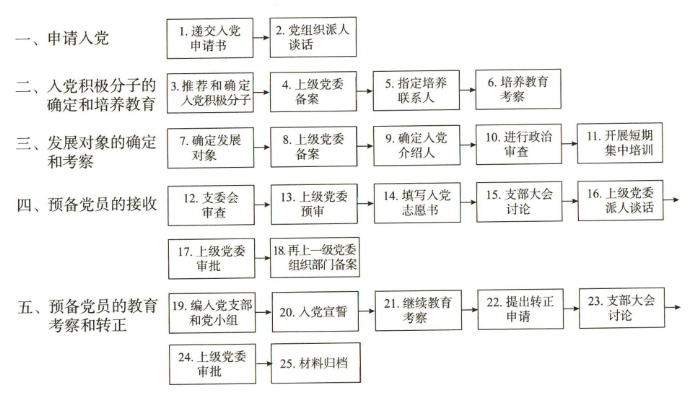 一、申请入党
1. 递交入党
申请书
2. 党组织派人
谈话
二、入党积极分子的
确定和培养教育
3. 推荐和确定
入党积极分子
4. 上级党委
备案
5. 指定培养
联系人
6. 培养教育
考察
三、发展对象的确定
和考察
7. 确定发展
对象
8. 上级党委
备案
9. 确定入党
介绍人
10. 进行政治
审查
11. 开展短期
集中培训
四、预备党员的接收
12. 支委会
审查
13. 上级党委
预审
14. 填写入党
志愿书
15. 支部大会
讨论
16. 上级党委
派人谈话
17. 上级党委
审批
18. 再上一级党委
组织部门备案
五、预备党员的教育
考察和转正
19. 编入党支部
和党小组
20. 入党宣誓
21. 继续教育
考察
22. 提出转正
申请
23. 支部大会
讨论
24. 上级党委
审批
25. 材料归档